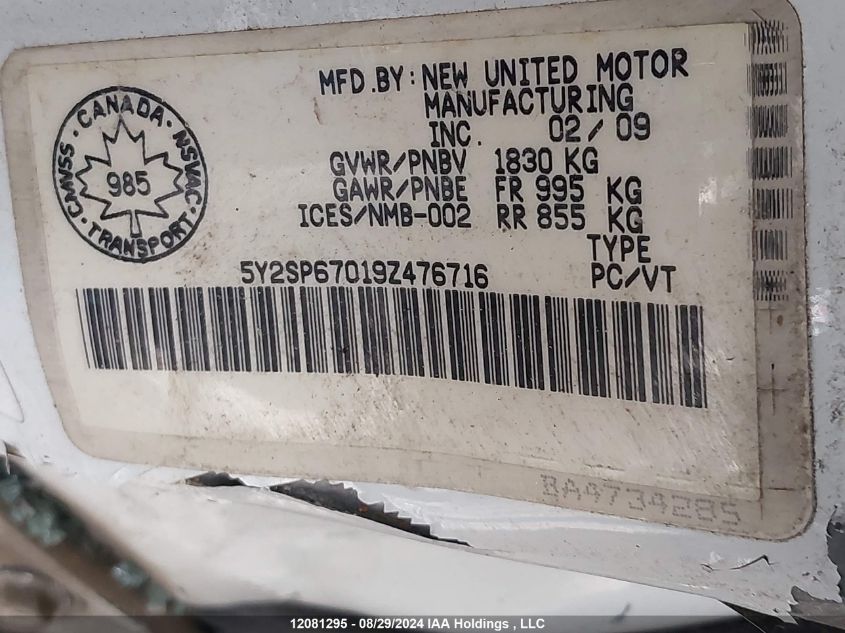 MFD.BY: NEW UNITED MOTOR
MANUFACTURING
INC. 02/09
GVWR/PNBV 1830 KG
GAWR/PNBE FR 995 KG
ICES/NMB-002 RR 855 KG
TYPE
5Y2SP67019Z476716 PC/VT
CANADA · NSVAC · TRANSPORT · CMVSS ·
985
BA4734285
12081295 - 08/29/2024 IAA Holdings , LLC